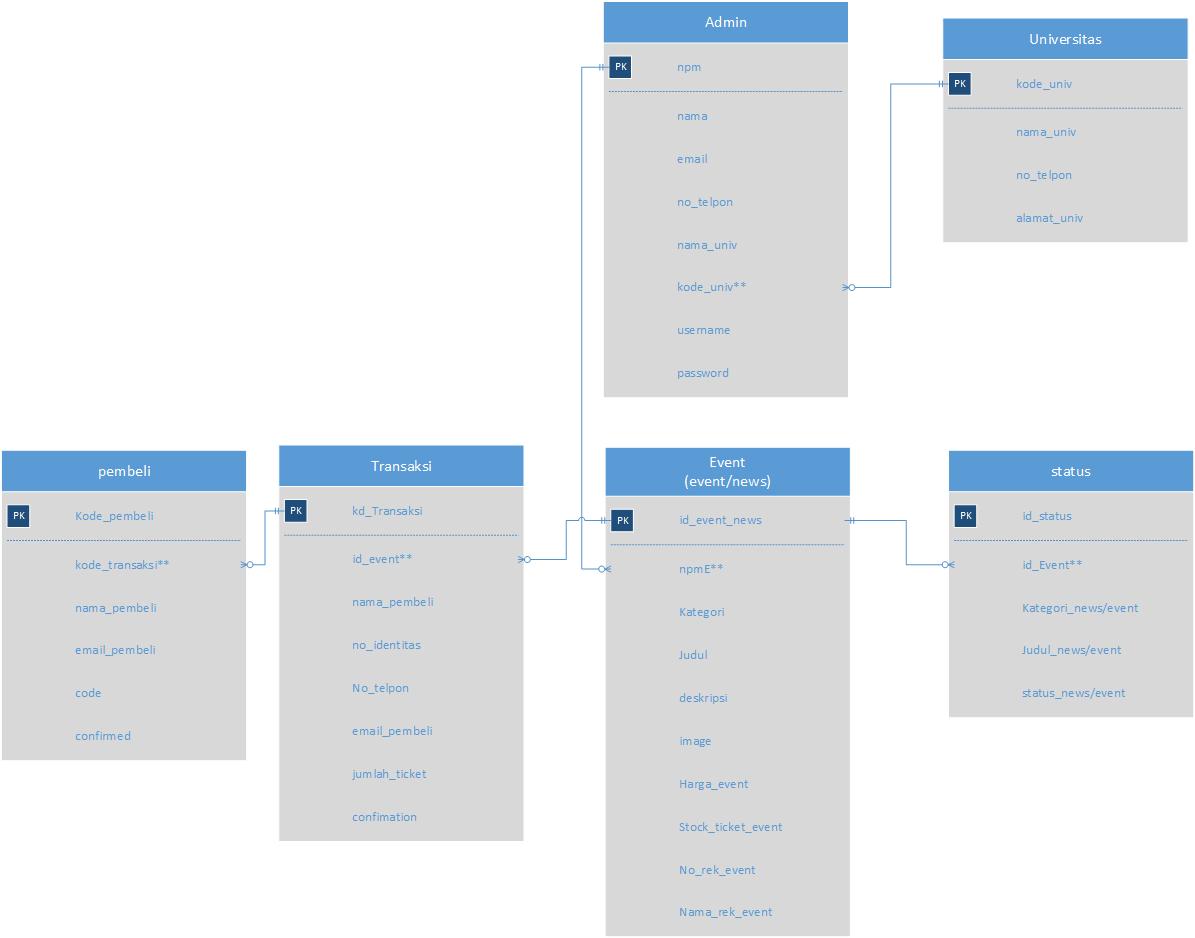 Admin
PK npm
nama
email
no_telpon
nama_univ
kode_univ**
username
password
Universitas
PK kode_univ
nama_univ
no_telpon
alamat_univ
pembeli
PK Kode_pembeli
kode_transaksi**
nama_pembeli
email_pembeli
code
confirmed
Transaksi
PK kd_Transaksi
id_event**
nama_pembeli
no_identitas
No_telpon
email_pembeli
jumlah_ticket
confimation
Event
(event/news)
PK id_event_news
npmE**
Kategori
Judul
deskripsi
image
Harga_event
Stock_ticket_event
No_rek_event
Nama_rek_event
status
PK id_status
id_Event**
Kategori_news/event
Judul_news/event
status_news/event